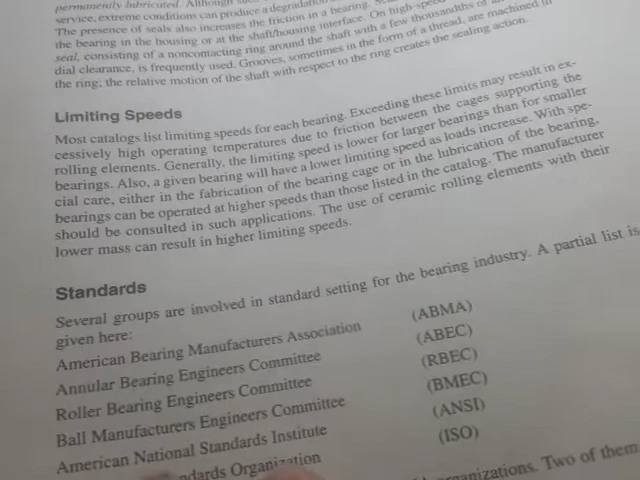 permanently lubricated. Although
service, extreme conditions can produce a degradation
The presence of seals also increases the friction in a bearing.
the bearing in the housing or at the shaft/housing interface. On high-speed
seal, consisting of a noncontacting ring around the shaft with a few thousandths of
dial clearance, is frequently used. Grooves, sometimes in the form of a thread, are machined in
the ring; the relative motion of the shaft with respect to the ring creates the sealing action.
Limiting Speeds
Most catalogs list limiting speeds for each bearing. Exceeding these limits may result in ex-
cessively high operating temperatures due to friction between the cages supporting the
rolling elements. Generally, the limiting speed is lower for larger bearings than for smaller
bearings. Also, a given bearing will have a lower limiting speed as loads increase. With spe-
cial care, either in the fabrication of the bearing cage or in the lubrication of the bearing,
bearings can be operated at higher speeds than those listed in the catalog. The manufacturer
should be consulted in such applications. The use of ceramic rolling elements with their
lower mass can result in higher limiting speeds.
Standards
Several groups are involved in standard setting for the bearing industry. A partial list is
given here:
American Bearing Manufacturers Association (ABMA)
Annular Bearing Engineers Committee (ABEC)
Roller Bearing Engineers Committee (RBEC)
Ball Manufacturers Engineers Committee (BMEC)
American National Standards Institute (ANSI)
Organization (ISO)
organizations. Two of them